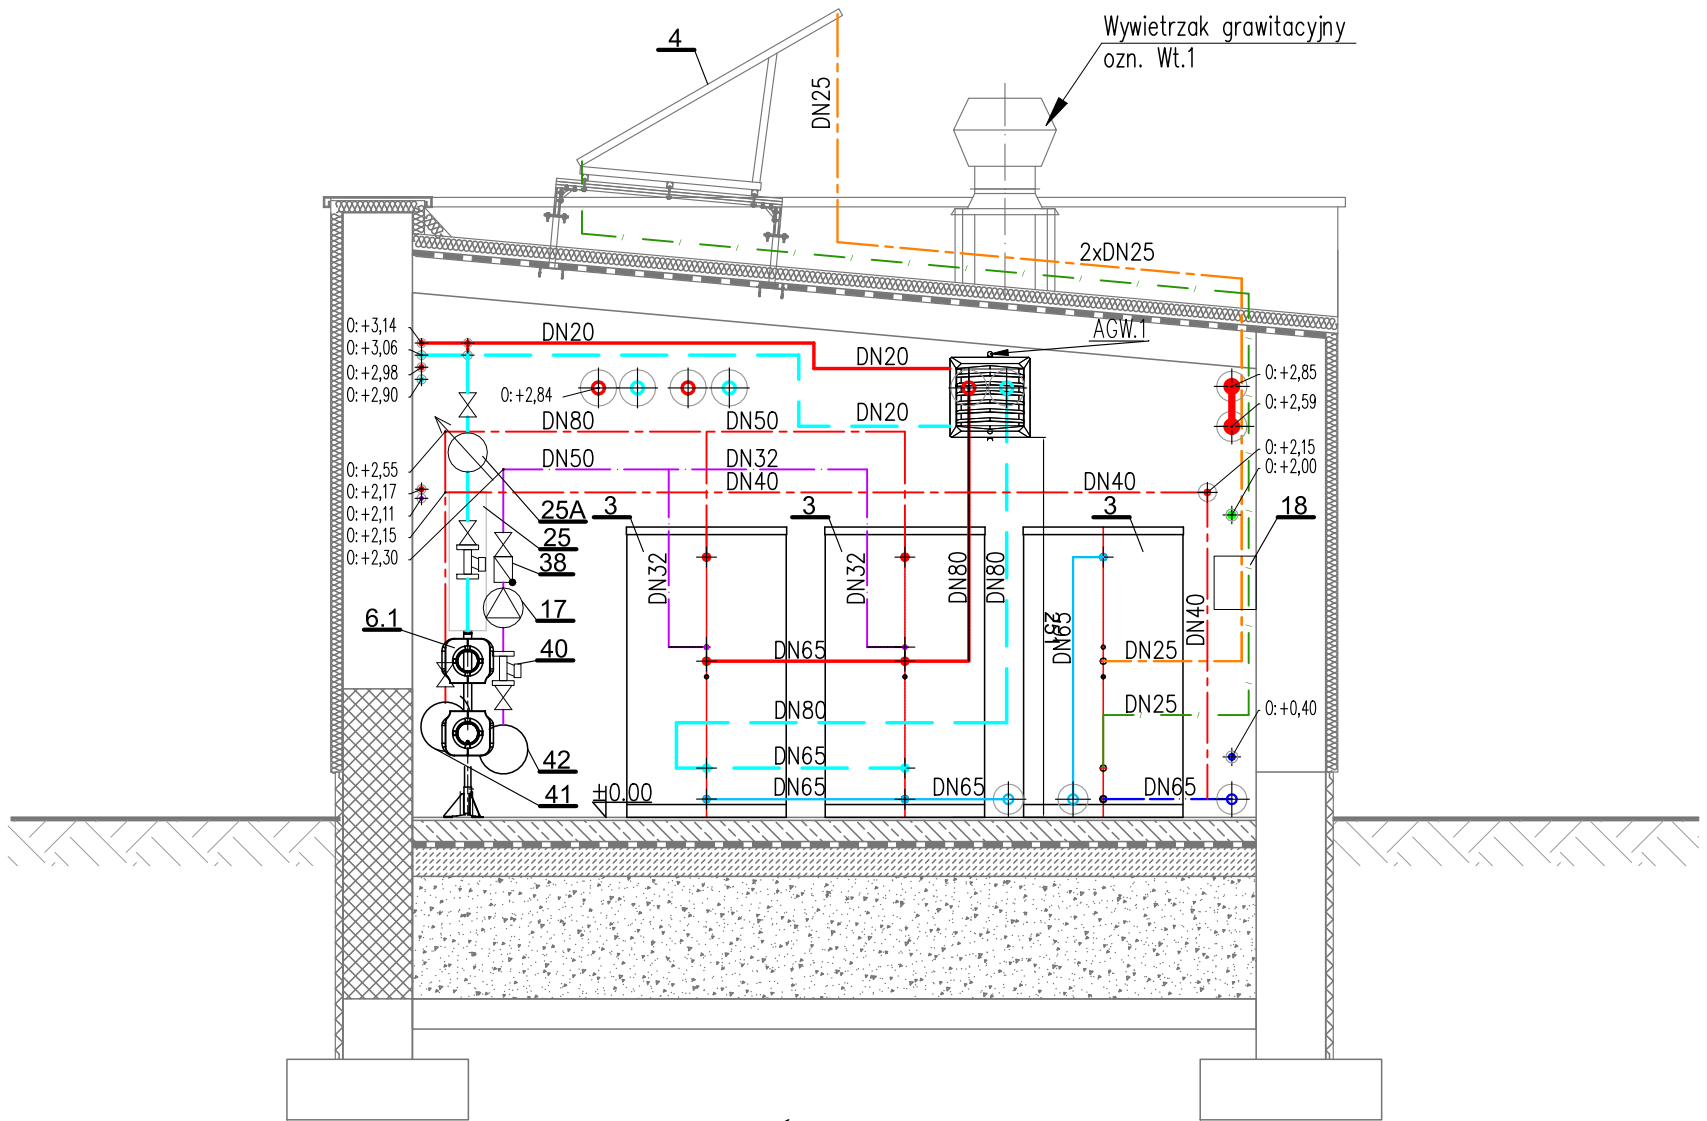 Wywietrzak grawitacyjny
ozn. Wt.1
4
DN25
2xDN25
AGW.1
0:+3,14
0:+3,06
0:+2,98
0:+2,90
DN20
DN20
DN20
0:+2,84
0:+2,85
0:+2,59
0:+2,15
0:+2,00
DN80
DN50
DN50
DN32
DN40
DN40
0:+2,55
0:+2,17
0:+2,11
0:+2,15
0:+2,30
25A
25
38
17
40
42
41
6.1
3
3
3
18
DN32
DN32
DN80
DN80
DN65
DN40
DN65
DN25
DN80
DN25
DN65
DN65
DN65
DN65
0:+0,40
±0.00